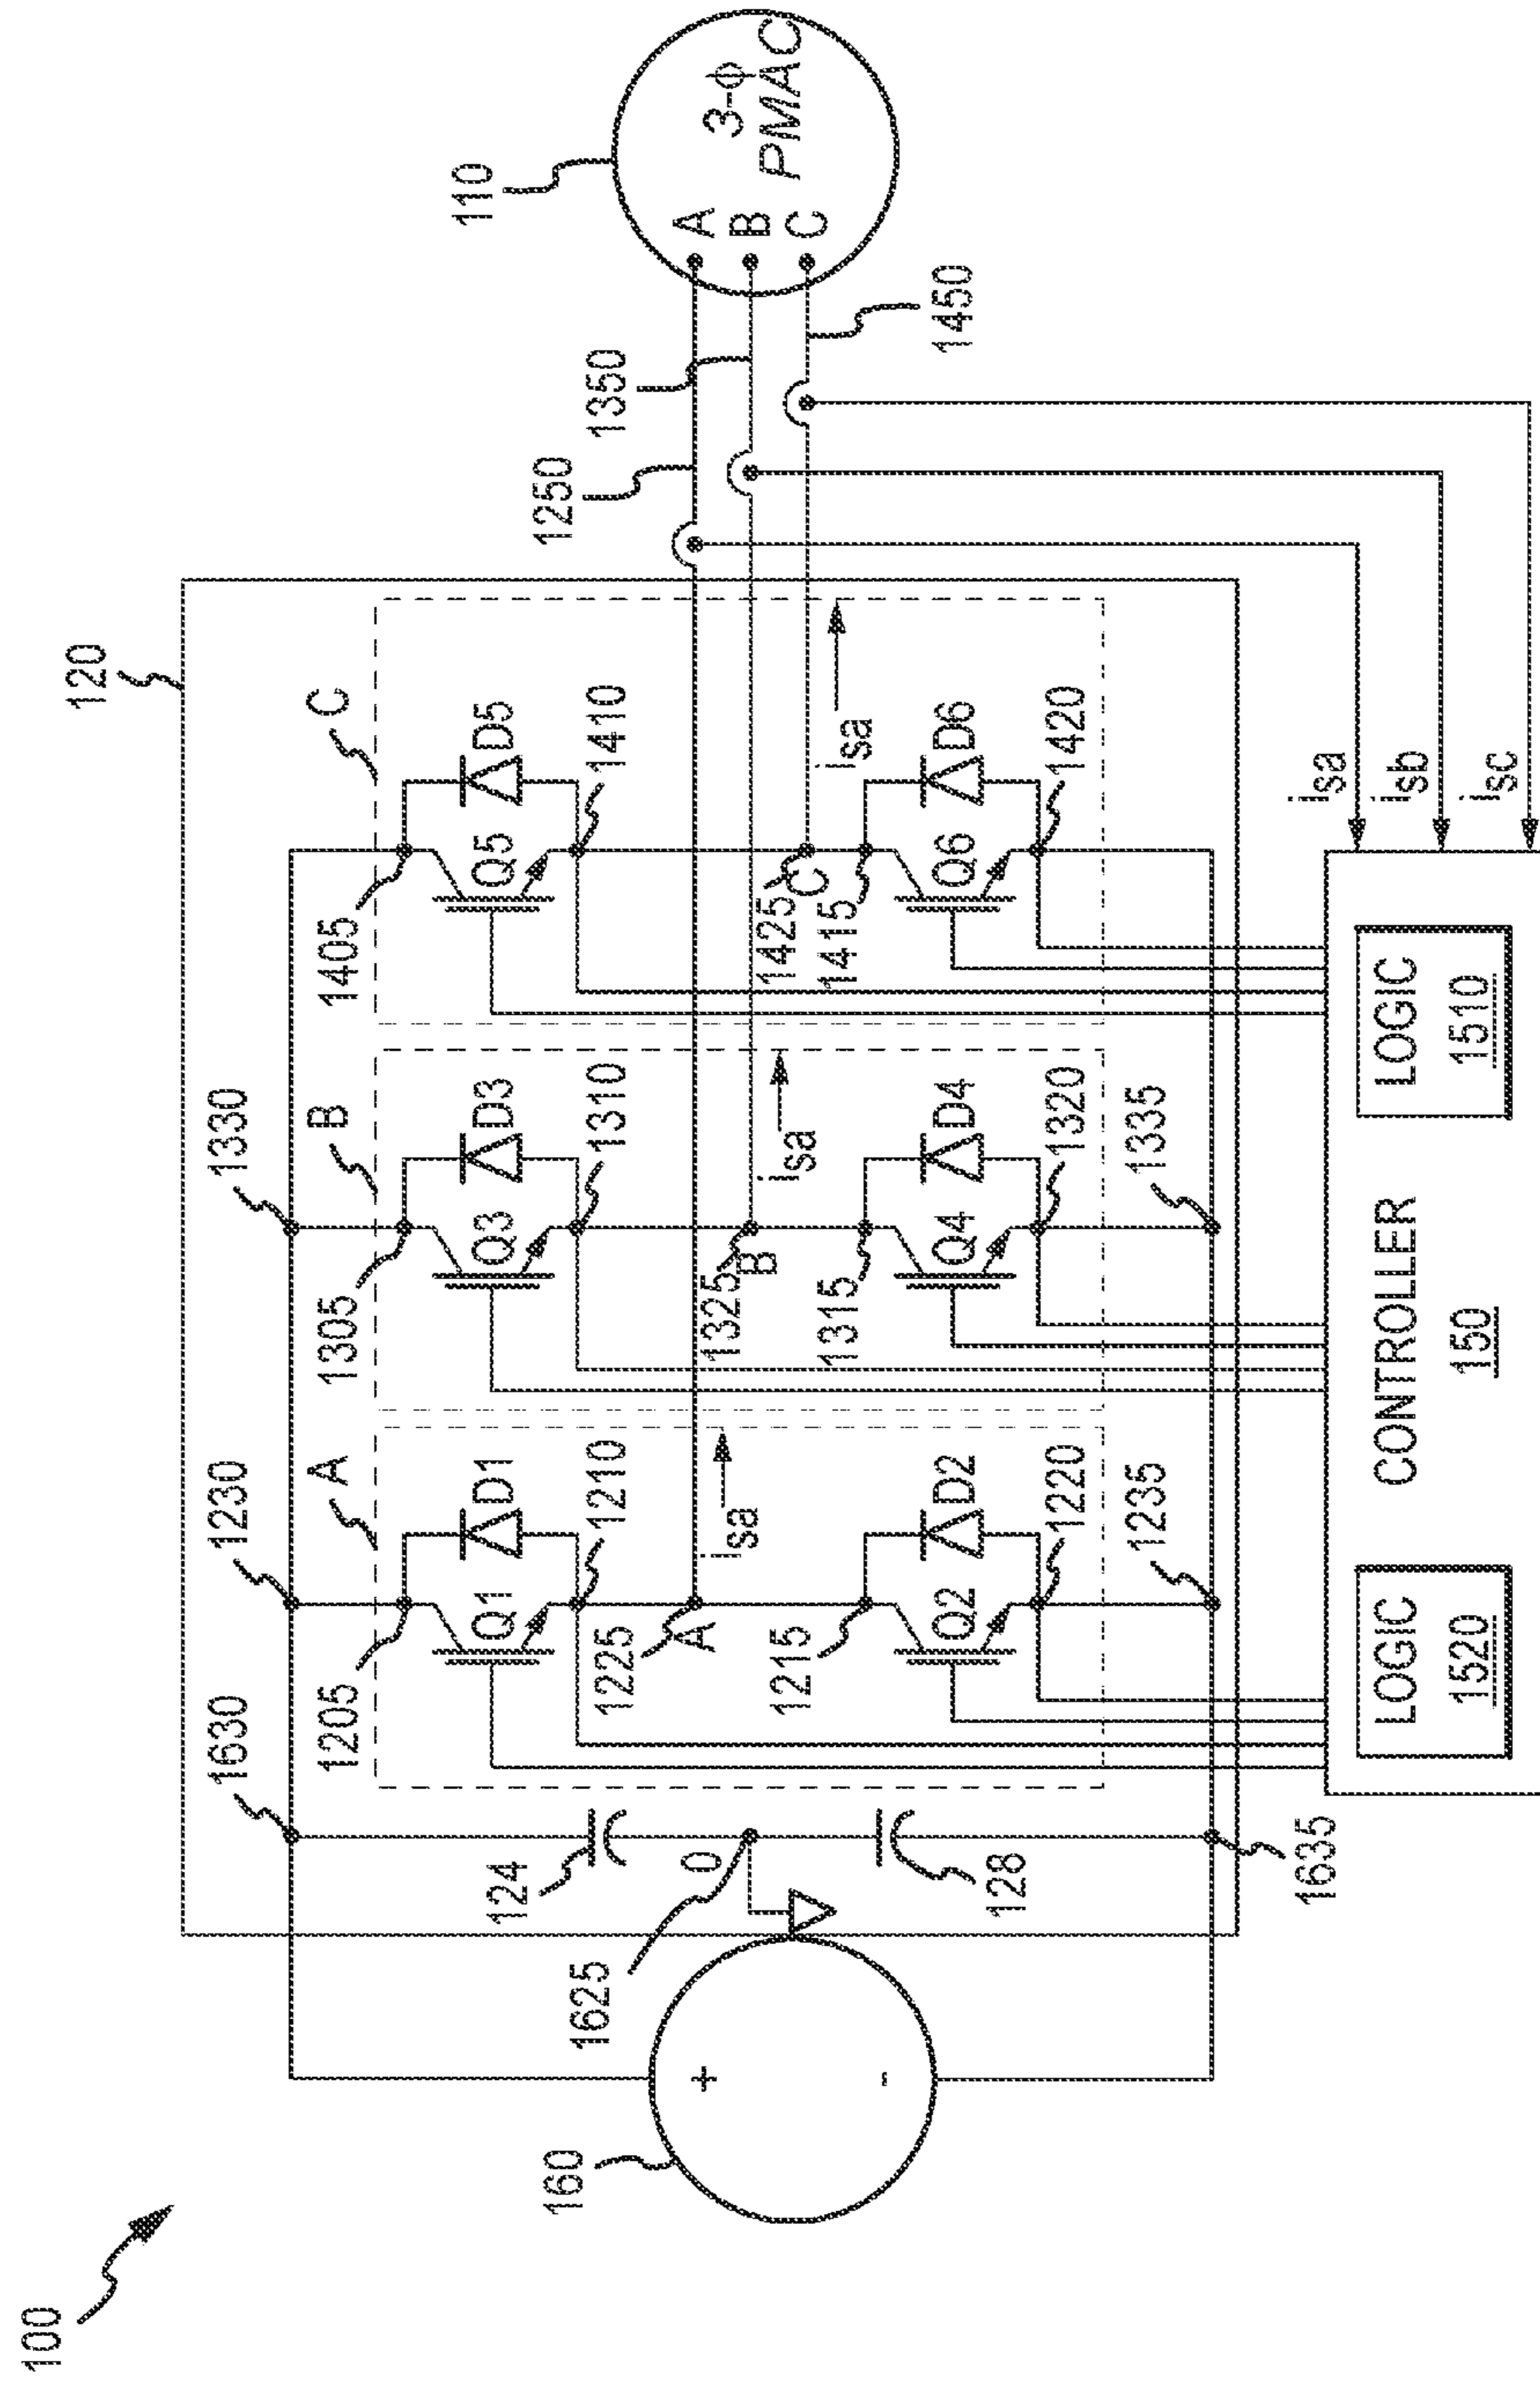 100
120
1630
1230
1330
A
B
C
1205
1305
1405
Q1
D1
Q3
D3
Q5
D5
1210
1310
1410
110
3-Φ
PMAC
A
B
C
1250
1350
1450
160
+
-
124
1625
0
128
1225
A
isa
1325
B
isa
1425
C
isa
1215
1315
1415
Q2
D2
Q4
D4
Q6
D6
1220
1320
1420
1635
1235
1335
isa
isb
isc
LOGIC
1520
CONTROLLER
150
LOGIC
1510